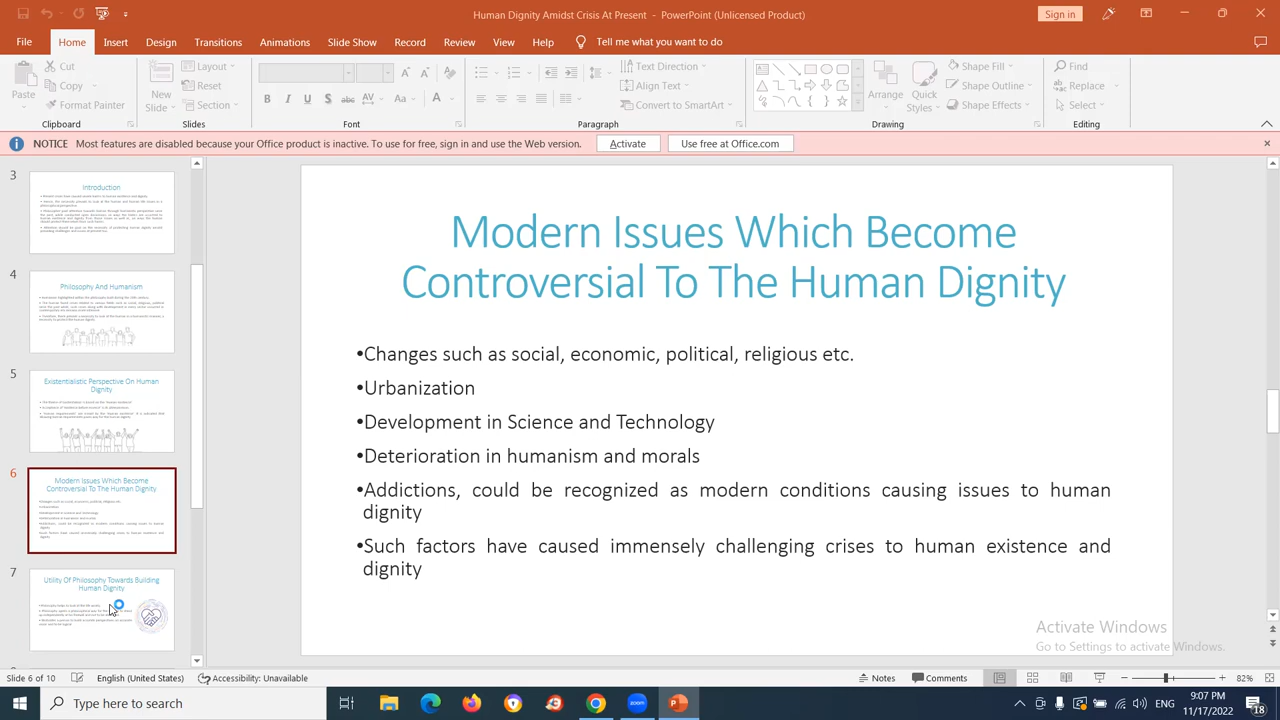 Human Dignity Amidst Crisis at Present - PowerPoint (Unlicensed Product)
Sign in
File Home Insert Design Transitions Animations Slide Show Record Review View Help Tell me what you want to do
Paste
Cut
Copy
Format Painter
Clipboard
New Slide
Layout
Reset
Section
Slides
Font
Text Direction
Align Text
Convert to SmartArt
Paragraph
Arrange
Quick Styles
Shape Fill
Shape Outline
Shape Effects
Drawing
Find
Replace
Select
Editing
NOTICE Most features are disabled because your Office product is inactive. To use for free, sign in and use the Web version. Activate Use free at Office.com
3
Introduction
4
Philosophy And Humanism
5
Existentialistic Perspective On Human
Dignity
6
Modern Issues Which Become
Controversial To The Human Dignity
7
Utility Of Philosophy Towards Building
Human Dignity
Modern Issues Which Become
Controversial To The Human Dignity
•Changes such as social, economic, political, religious etc.
•Urbanization
•Development in Science and Technology
•Deterioration in humanism and morals
•Addictions, could be recognized as modern conditions causing issues to human
dignity
•Such factors have caused immensely challenging crises to human existence and
dignity
Activate Windows
Go to Settings to activate Windows.
Slide 6 of 10 English (United States) Accessibility: Unavailable Notes Comments 82%
Type here to search
zoom
ENG
9:07 PM
11/17/2022
18